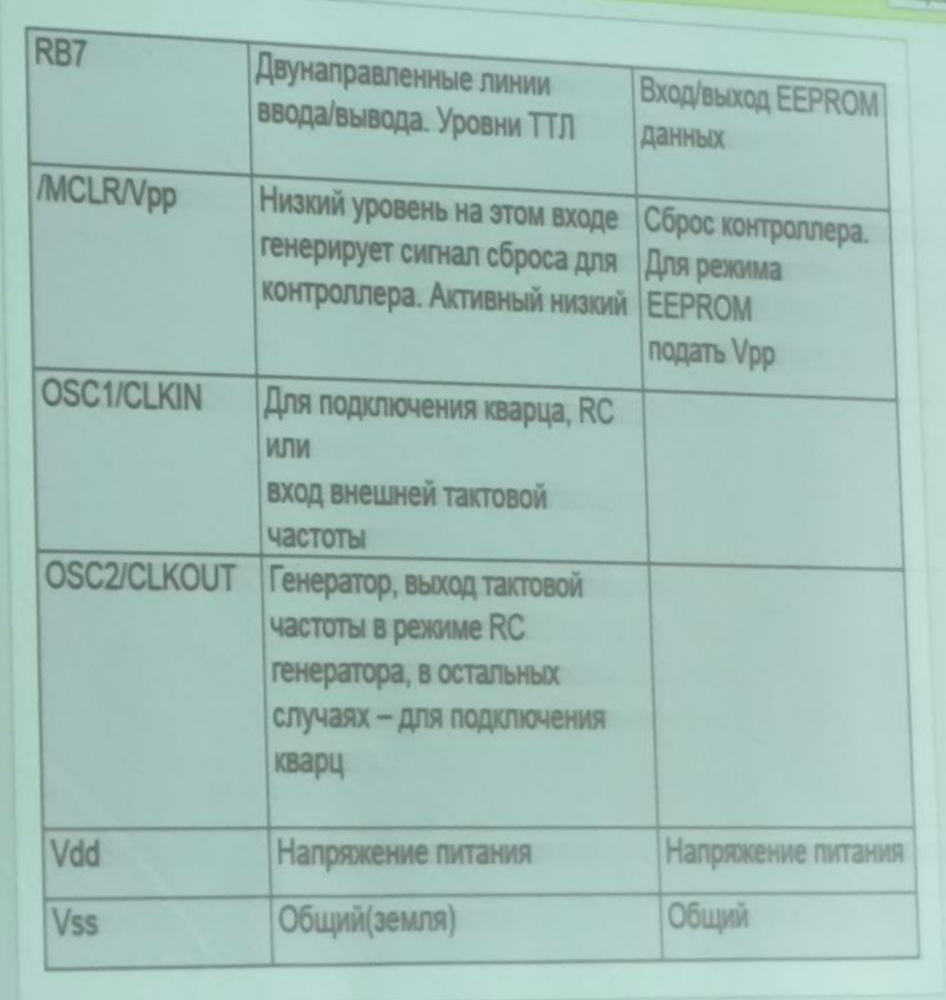 RB7
Двунаправленные линии
ввода/вывода. Уровни ТТЛ
Вход/выход EEPROM
данных
/MCLR/Vpp
Низкий уровень на этом входе
генерирует сигнал сброса для
контроллера. Активный низкий
Сброс контроллера.
Для режима
EEPROM
подать Vpp
OSC1/CLKIN
Для подключения кварца, RC
или
вход внешней тактовой
частоты
OSC2/CLKOUT
Генератор, выход тактовой
частоты в режиме RC
генератора, в остальных
случаях – для подключения
кварц
Vdd
Напряжение питания
Напряжение питания
Vss
Общий(земля)
Общий